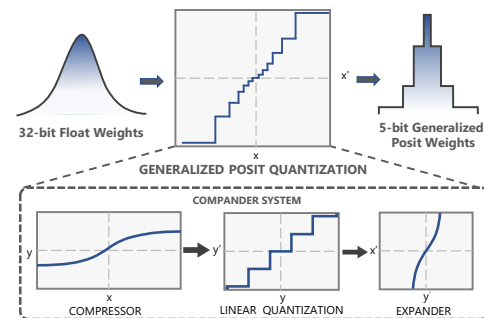 x'
32-bit Float Weights
5-bit Generalized
Posit Weights
x
GENERALIZED POSIT QUANTIZATION
COMPANDER SYSTEM
y
y'
x'
x
y
y'
COMPRESSOR
LINEAR QUANTIZATION
EXPANDER